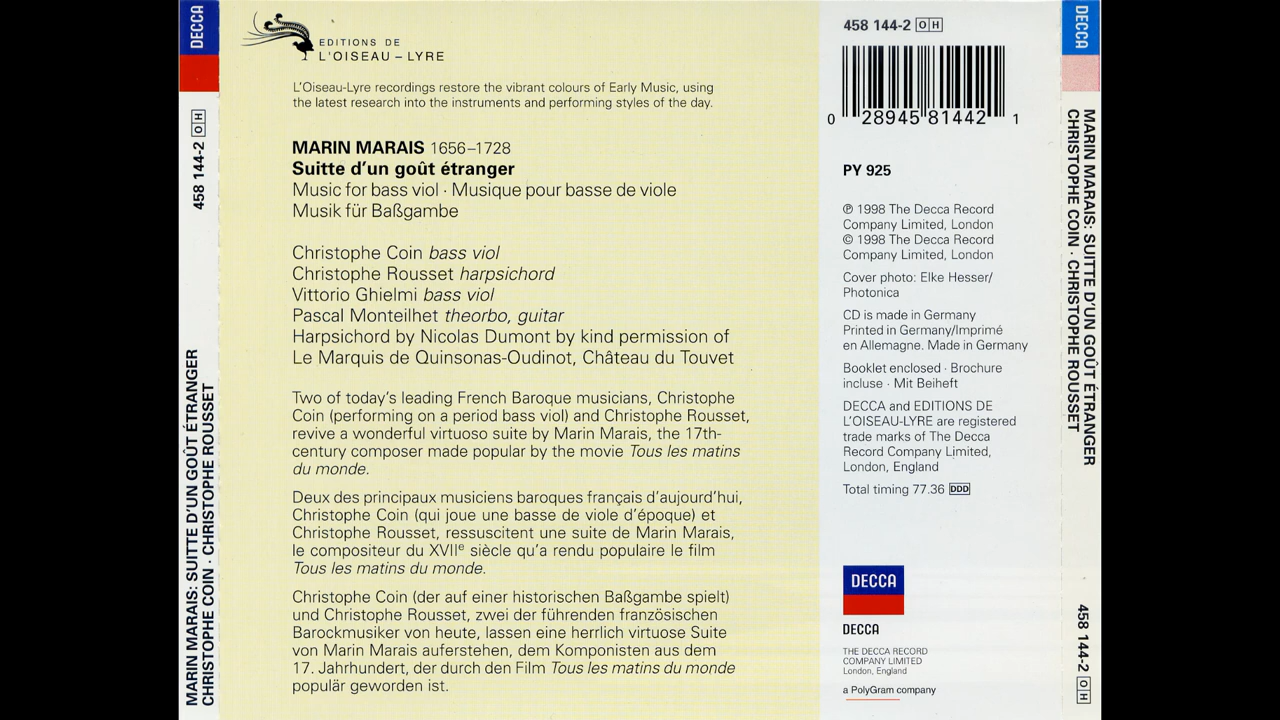 DECCA
458 144-2 OH
MARIN MARAIS: SUITTE D'UN GOÛT ÉTRANGER
CHRISTOPHE COIN · CHRISTOPHE ROUSSET
EDITIONS DE
L'OISEAU–LYRE
L'Oiseau-Lyre recordings restore the vibrant colours of Early Music, using
the latest research into the instruments and performing styles of the day.
MARIN MARAIS 1656–1728
Suitte d'un goût étranger
Music for bass viol · Musique pour basse de viole
Musik für Baßgambe
Christophe Coin bass viol
Christophe Rousset harpsichord
Vittorio Ghielmi bass viol
Pascal Monteilhet theorbo, guitar
Harpsichord by Nicolas Dumont by kind permission of
Le Marquis de Quinsonas-Oudinot, Château du Touvet
Two of today's leading French Baroque musicians, Christophe
Coin (performing on a period bass viol) and Christophe Rousset,
revive a wonderful virtuoso suite by Marin Marais, the 17th-
century composer made popular by the movie Tous les matins
du monde.
Deux des principaux musiciens baroques français d'aujourd'hui,
Christophe Coin (qui joue une basse de viole d'époque) et
Christophe Rousset, ressuscitent une suite de Marin Marais,
le compositeur du XVIIe siècle qu'a rendu populaire le film
Tous les matins du monde.
Christophe Coin (der auf einer historischen Baßgambe spielt)
und Christophe Rousset, zwei der führenden französischen
Barockmusiker von heute, lassen eine herrlich virtuose Suite
von Marin Marais auferstehen, dem Komponisten aus dem
17. Jahrhundert, der durch den Film Tous les matins du monde
populär geworden ist.
458 144-2 OH
0 28945 81442 1
PY 925
℗ 1998 The Decca Record
Company Limited, London
© 1998 The Decca Record
Company Limited, London
Cover photo: Elke Hesser/
Photonica
CD is made in Germany
Printed in Germany/Imprimé
en Allemagne. Made in Germany
Booklet enclosed · Brochure
incluse · Mit Beiheft
DECCA and EDITIONS DE
L'OISEAU-LYRE are registered
trade marks of The Decca
Record Company Limited,
London, England
Total timing 77.36 DDD
DECCA
DECCA
THE DECCA RECORD
COMPANY LIMITED
London, England
a PolyGram company
DECCA
MARIN MARAIS: SUITTE D'UN GOÛT ÉTRANGER
CHRISTOPHE COIN · CHRISTOPHE ROUSSET
458 144-2 OH